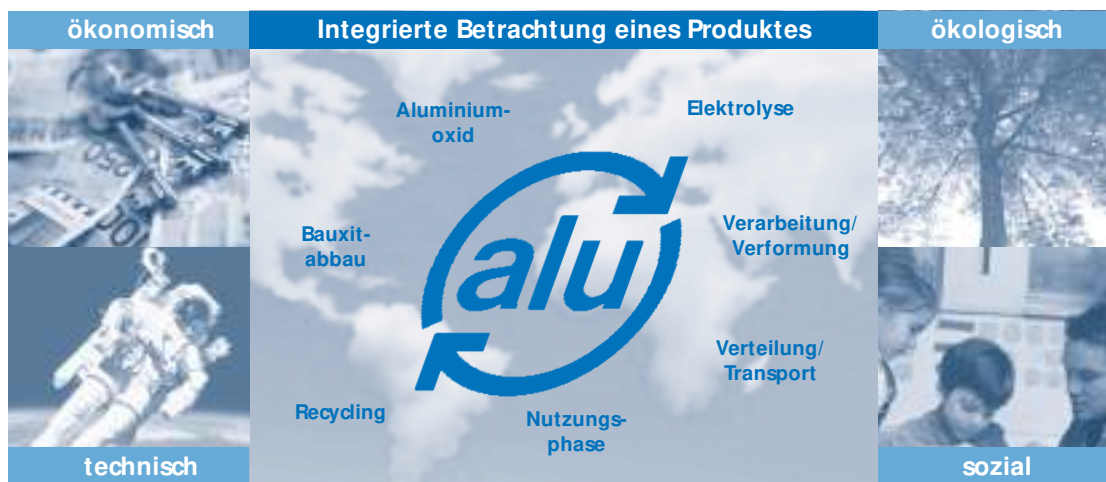 ökonomisch
Integrierte Betrachtung eines Produktes
ökologisch
Aluminium-
oxid
Elektrolyse
Bauxit-
abbau
alu
Verarbeitung/
Verformung
Verteilung/
Transport
Recycling
Nutzungs-
phase
technisch
sozial